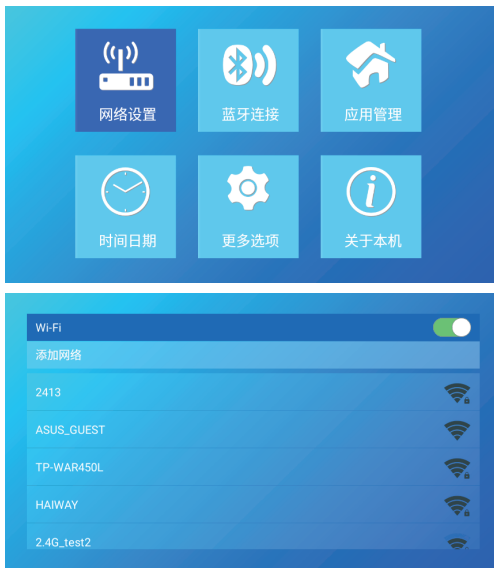 网络设置 蓝牙连接 应用管理
时间日期 更多选项 关于本机
Wi-Fi
添加网络
2413
ASUS_GUEST
TP-WAR450L
HAIWAY
2.4G_test2